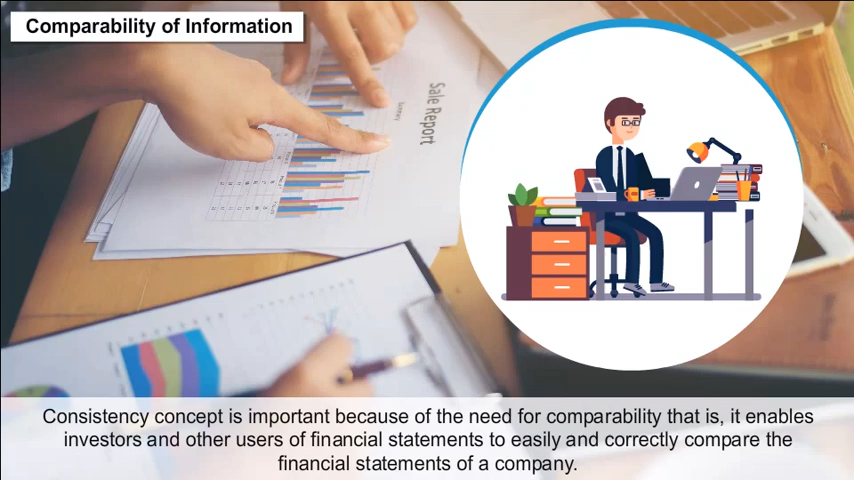 Comparability of Information
Sale Report
Summary
Consistency concept is important because of the need for comparability that is, it enables
investors and other users of financial statements to easily and correctly compare the
financial statements of a company.